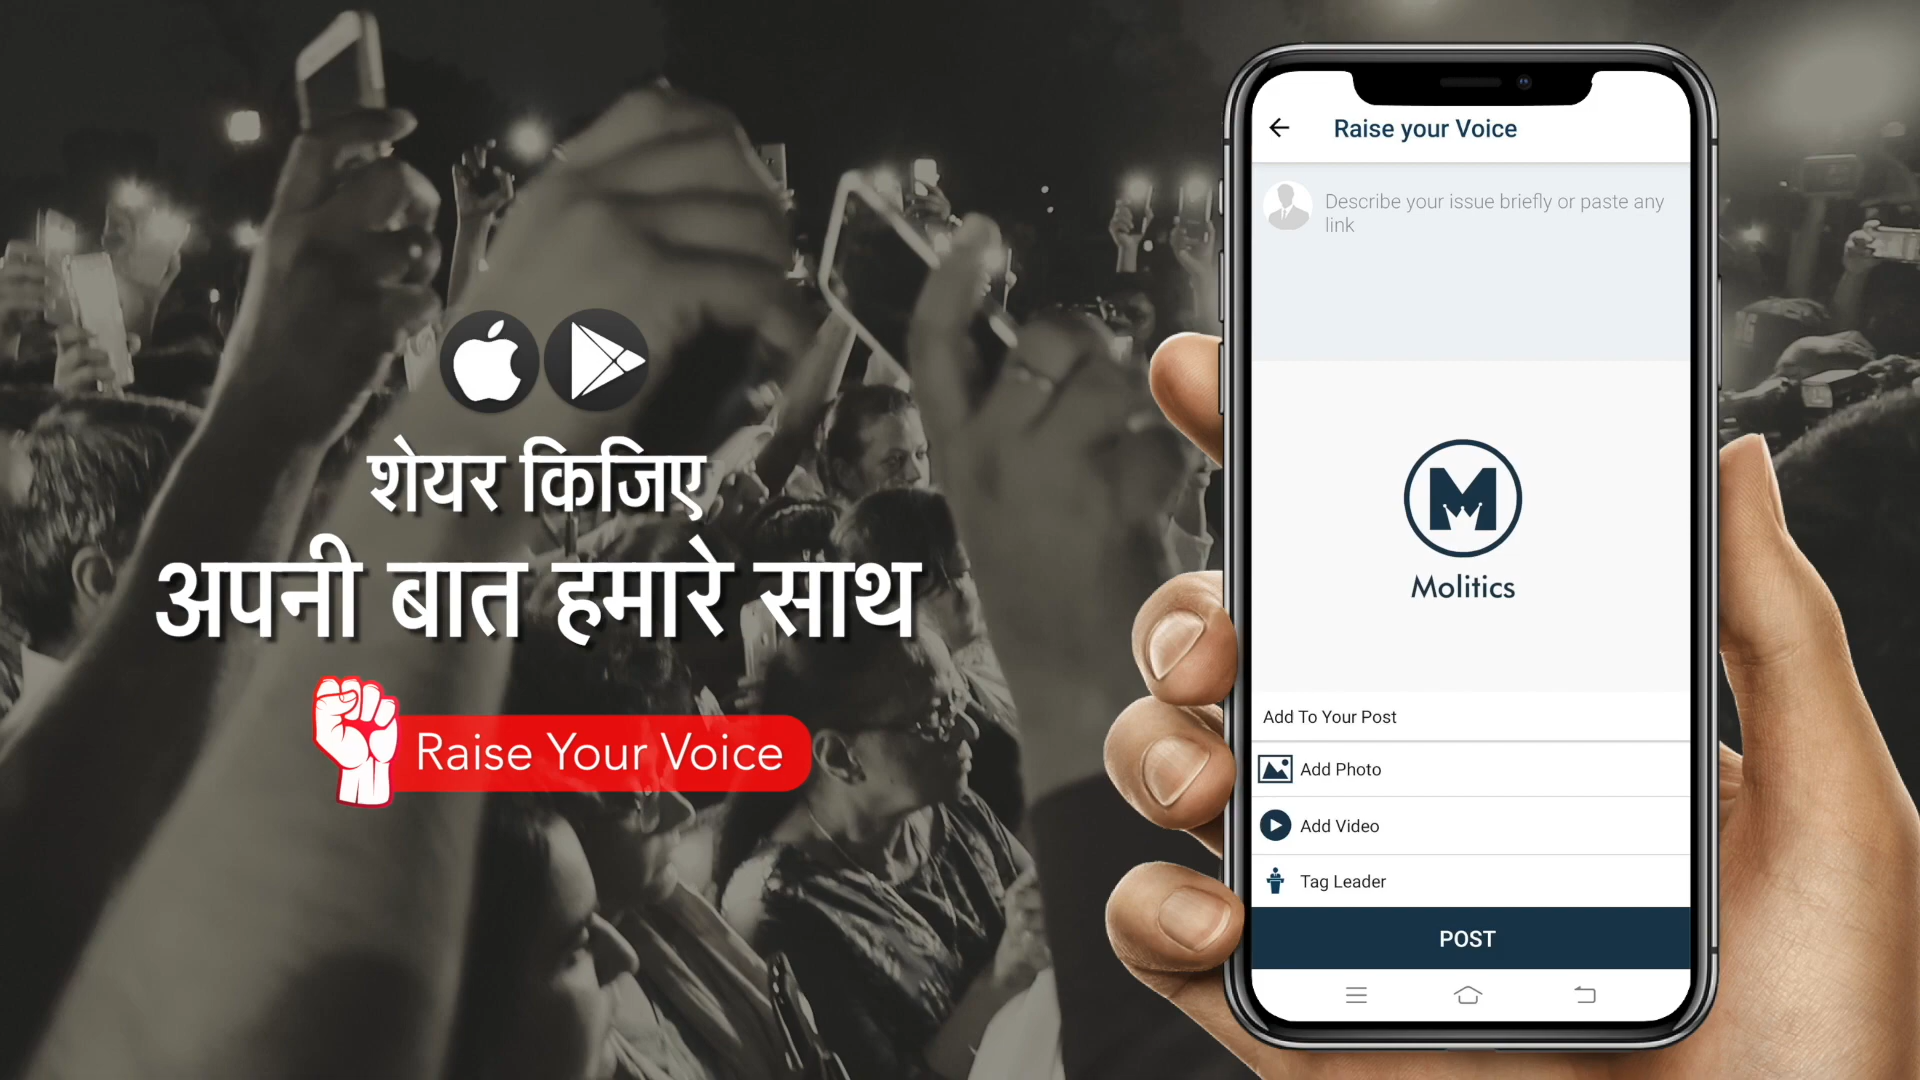 शेयर किजिए
अपनी बात हमारे साथ
Raise Your Voice
Raise your Voice
Describe your issue briefly or paste any
link
Molitics
Add To Your Post
Add Photo
Add Video
Tag Leader
POST